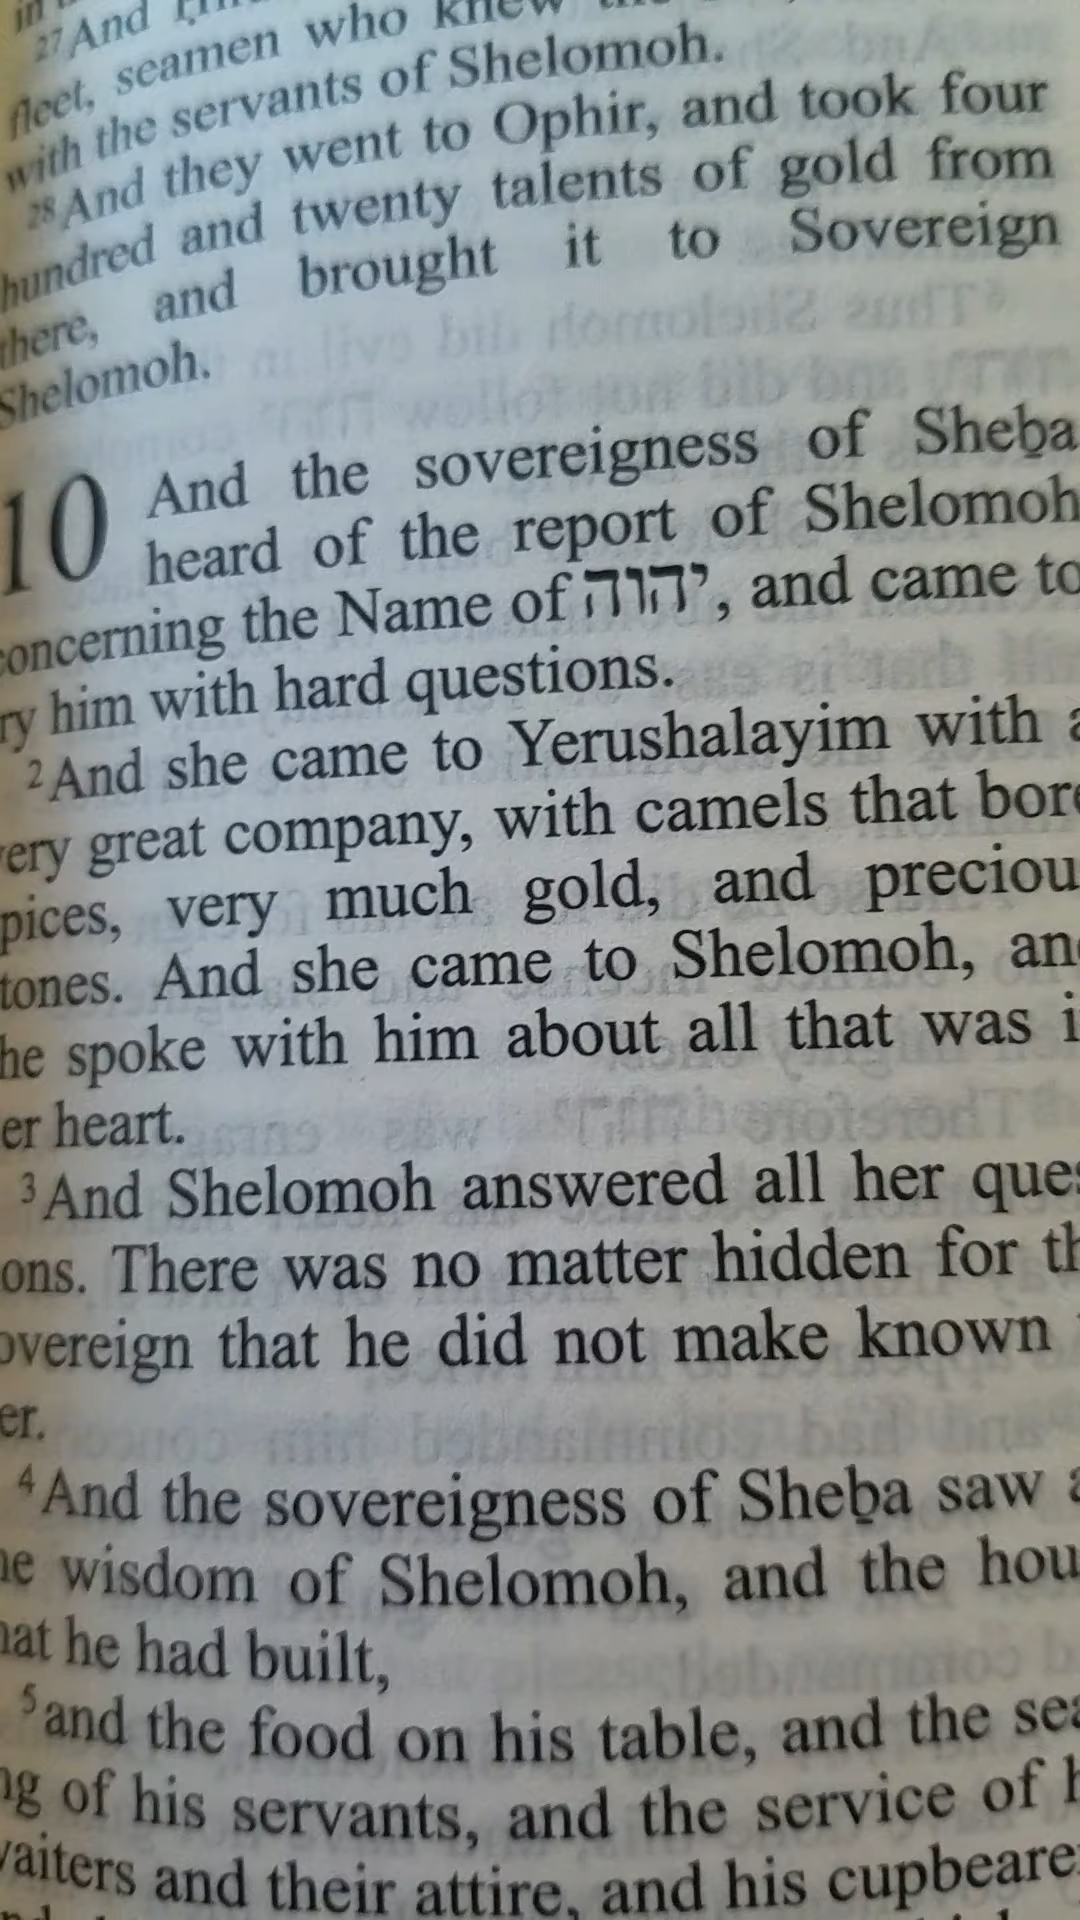 27 And
fleet, seamen who knew
with the servants of Shelomoh.
28 And they went to Ophir, and took four
hundred and twenty talents of gold from
there, and brought it to Sovereign
Shelomoh.
10 And the sovereigness of Sheḇa
heard of the report of Shelomoh
concerning the Name of יהוה, and came to
ry him with hard questions.
2 And she came to Yerushalayim with a
very great company, with camels that bore
pices, very much gold, and preciou
tones. And she came to Shelomoh, an
he spoke with him about all that was i
er heart.
3 And Shelomoh answered all her ques
ons. There was no matter hidden for th
overeign that he did not make known
er.
4 And the sovereigness of Sheḇa saw a
he wisdom of Shelomoh, and the hou
hat he had built,
5 and the food on his table, and the sea
ng of his servants, and the service of h
vaiters and their attire, and his cupbearer